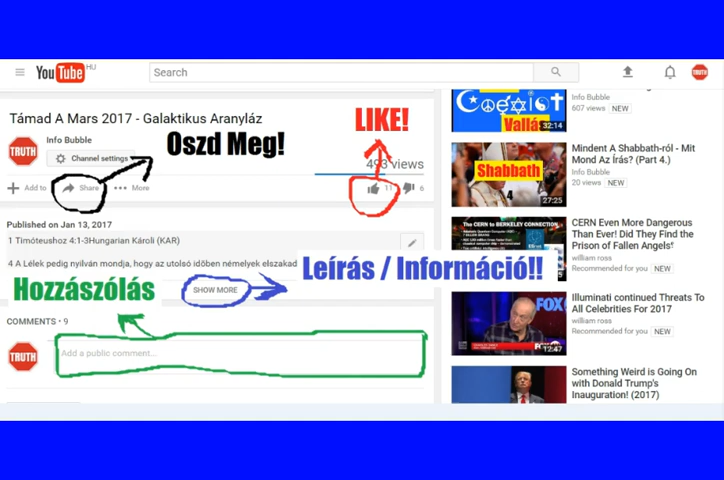 YouTube HU
Search
TRUTH
Támad A Mars 2017 - Galaktikus Aranyláz
TRUTH
Info Bubble
Channel settings
Oszd Meg!
LIKE!
493 views
Add to
Share
More
11
6
Published on Jan 13, 2017
1 Timóteushoz 4:1-3Hungarian Károli (KAR)
4 A Lélek pedig nyilván mondja, hogy az utolsó időben némelyek elszakad
Leírás / Információ!!
SHOW MORE
Hozzászólás
COMMENTS • 9
TRUTH
Add a public comment...
COEXIST
Vallá
32:14
Info Bubble
607 views NEW
Shabbath
4
27:25
Mindent A Shabbath-ról - Mit
Mond Az Írás? (Part 4.)
Info Bubble
20 views NEW
The CERN to BERKELEY CONNECTION
CERN Even More Dangerous
Than Ever! Did They Find the
Prison of Fallen Angels!
william ross
Recommended for you NEW
FOX
12:47
Illuminati continued Threats To
All Celebrities For 2017
william ross
Recommended for you NEW
Something Weird is Going On
with Donald Trump's
Inauguration! (2017)